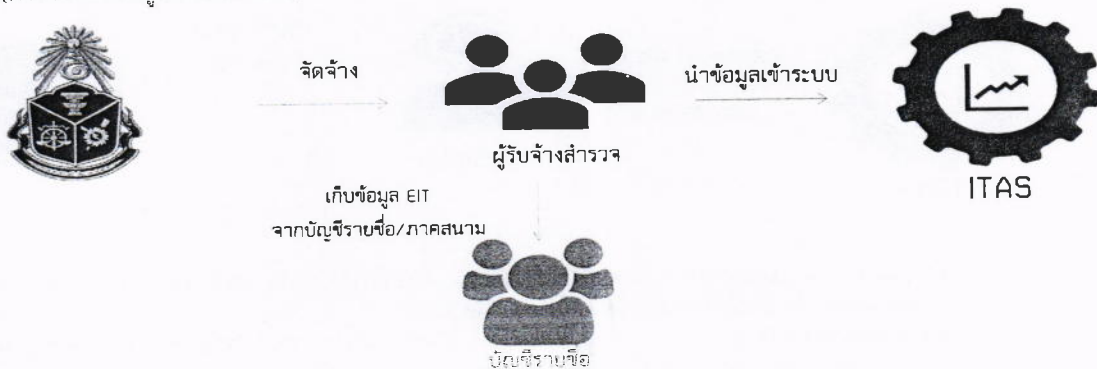 จัดจ้าง
นำข้อมูลเข้าระบบ
ผู้รับจ้างสำรวจ
ITAS
เก็บข้อมูล EIT
จากบัญชีรายชื่อ/ภาคสนาม
บัญชีรายชื่อ